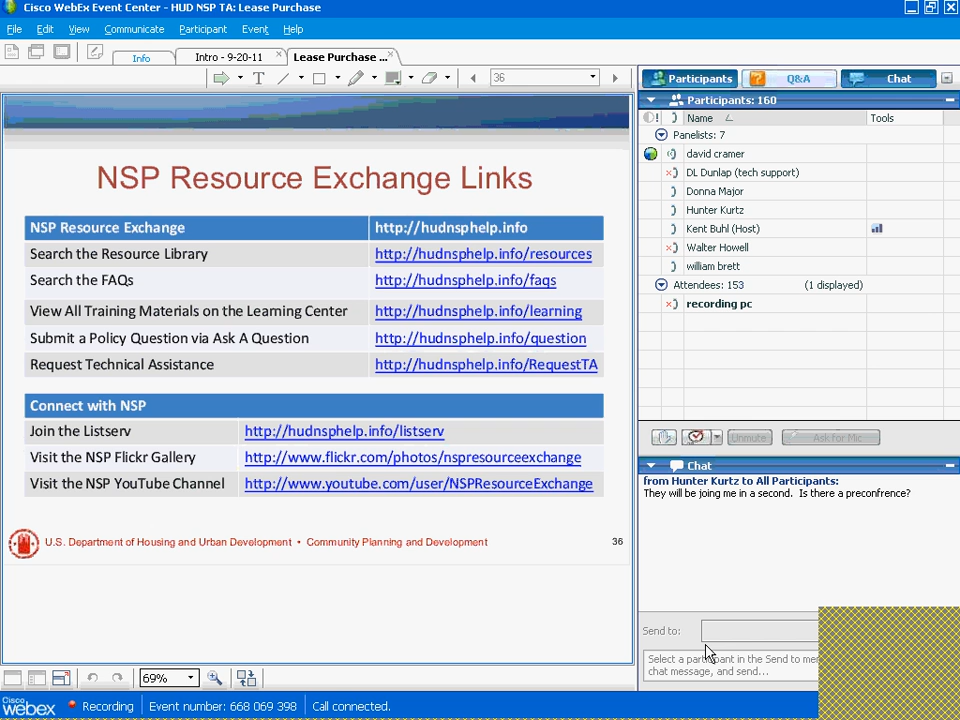 Cisco WebEx Event Center - HUD NSP TA: Lease Purchase
File Edit View Communicate Participant Event Help
Info Intro - 9-20-11 Lease Purchase ...
36
NSP Resource Exchange Links
NSP Resource Exchange http://hudnsphelp.info
Search the Resource Library http://hudnsphelp.info/resources
Search the FAQs http://hudnsphelp.info/faqs
View All Training Materials on the Learning Center http://hudnsphelp.info/learning
Submit a Policy Question via Ask A Question http://hudnsphelp.info/question
Request Technical Assistance http://hudnsphelp.info/RequestTA
Connect with NSP
Join the Listserv http://hudnsphelp.info/listserv
Visit the NSP Flickr Gallery http://www.flickr.com/photos/nspresourceexchange
Visit the NSP YouTube Channel http://www.youtube.com/user/NSPResourceExchange
U.S. Department of Housing and Urban Development • Community Planning and Development 36
69%
Participants Q&A Chat
Participants: 160
Name Tools
Panelists: 7
david cramer
DL Dunlap (tech support)
Donna Major
Hunter Kurtz
Kent Buhl (Host)
Walter Howell
william brett
Attendees: 153 (1 displayed)
recording pc
Unmute Ask for Mic
Chat
from Hunter Kurtz to All Participants:
They will be joing me in a second. Is there a preconfrence?
Send to:
Select a participant in the Send to
chat message, and send...
Cisco webex Recording Event number: 668 069 398 Call connected.